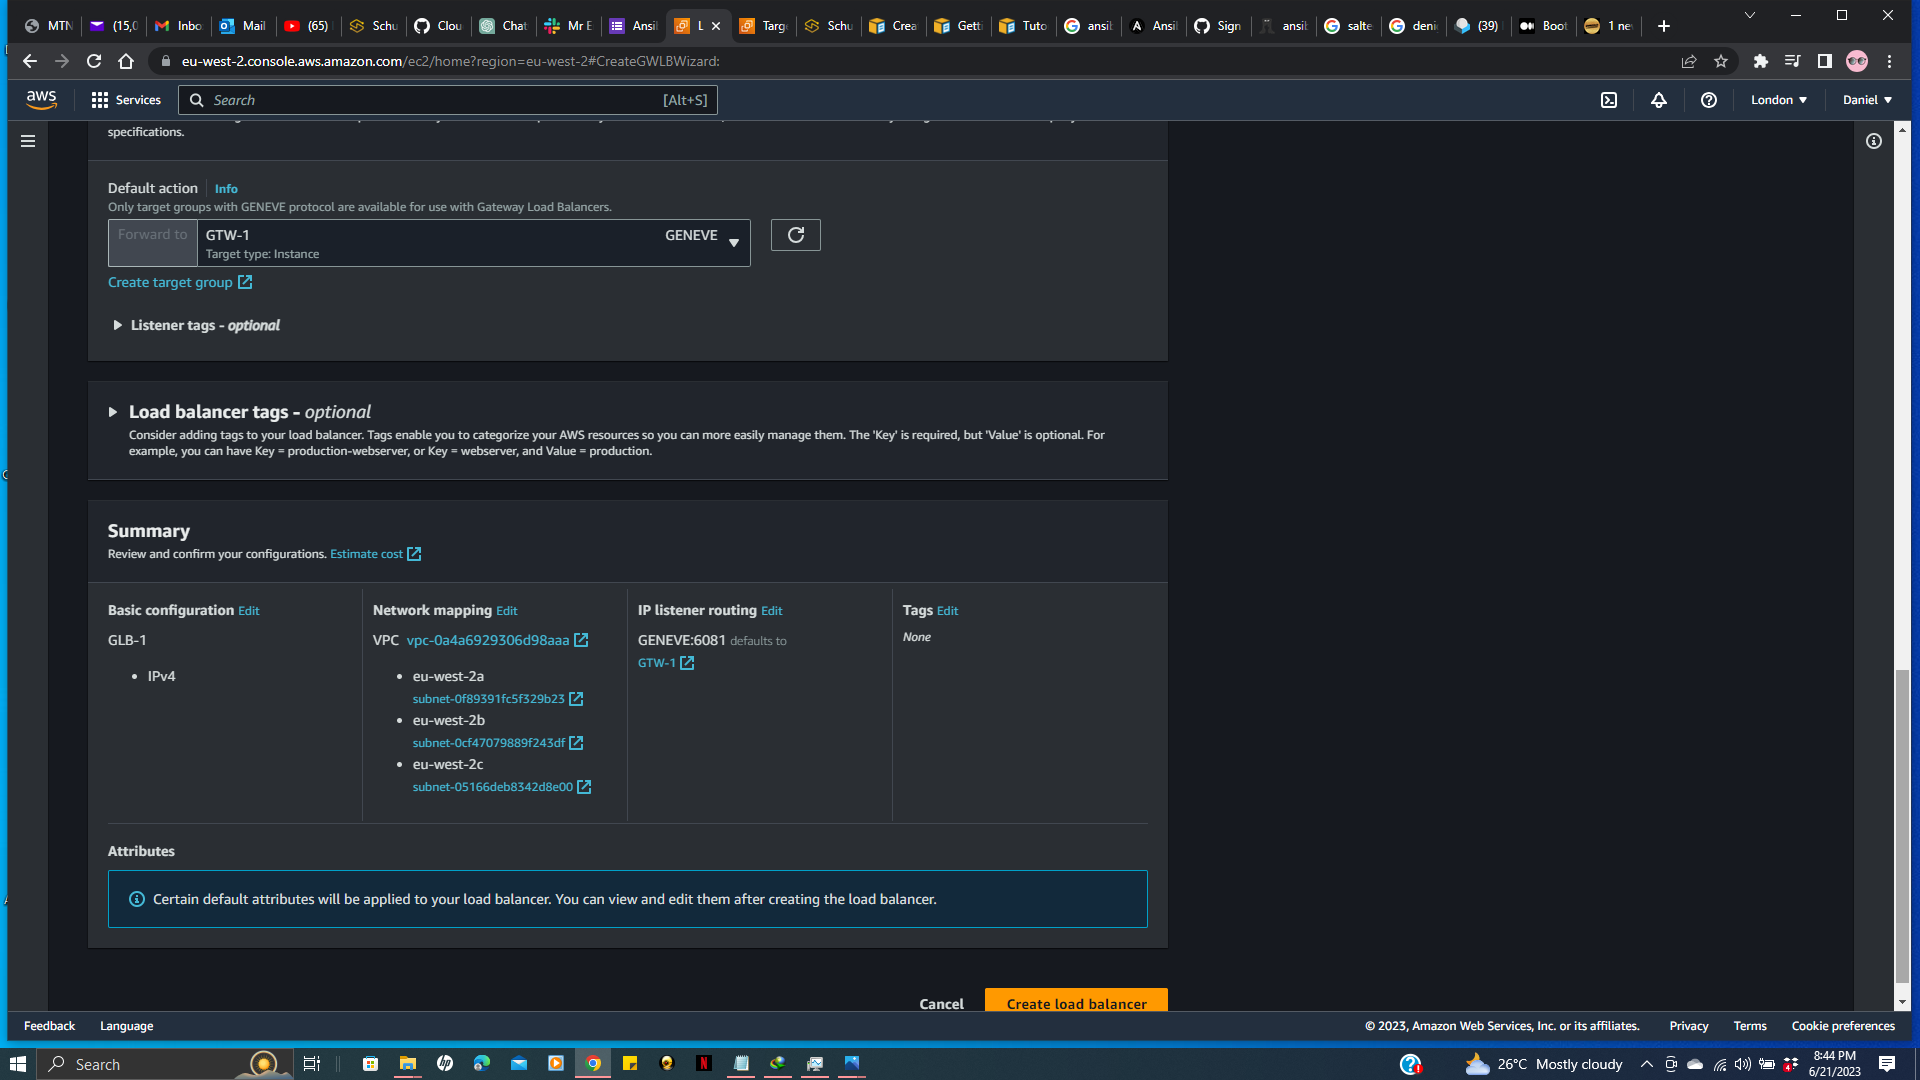 MTN
(15,0
Inbo
Mail
(65)
Schu
Clou
Chat
Mr E
Ansil
L
Targ
Schu
Crea
Getti
Tuto
ansib
Ansil
Sign
ansib
salte
deni
(39)
Boot
1 nev
eu-west-2.console.aws.amazon.com/ec2/home?region=eu-west-2#CreateGWLBWizard:
aws
Services
Search
[Alt+S]
London
Daniel
specifications.
Default action
Info
Only target groups with GENEVE protocol are available for use with Gateway Load Balancers.
Forward to
GTW-1
GENEVE
Target type: Instance
Create target group
Listener tags - optional
Load balancer tags - optional
Consider adding tags to your load balancer. Tags enable you to categorize your AWS resources so you can more easily manage them. The 'Key' is required, but 'Value' is optional. For
example, you can have Key = production-webserver, or Key = webserver, and Value = production.
Summary
Review and confirm your configurations. Estimate cost
Basic configuration Edit
GLB-1
• IPv4
Network mapping Edit
VPC vpc-0a4a6929306d98aaa
• eu-west-2a
subnet-0f89391fc5f329b23
• eu-west-2b
subnet-0cf47079889f243df
• eu-west-2c
subnet-05166deb8342d8e00
IP listener routing Edit
GENEVE:6081 defaults to
GTW-1
Tags Edit
None
Attributes
Certain default attributes will be applied to your load balancer. You can view and edit them after creating the load balancer.
Cancel
Create load balancer
Feedback
Language
© 2023, Amazon Web Services, Inc. or its affiliates.
Privacy
Terms
Cookie preferences
Search
26°C Mostly cloudy
8:44 PM
6/21/2023